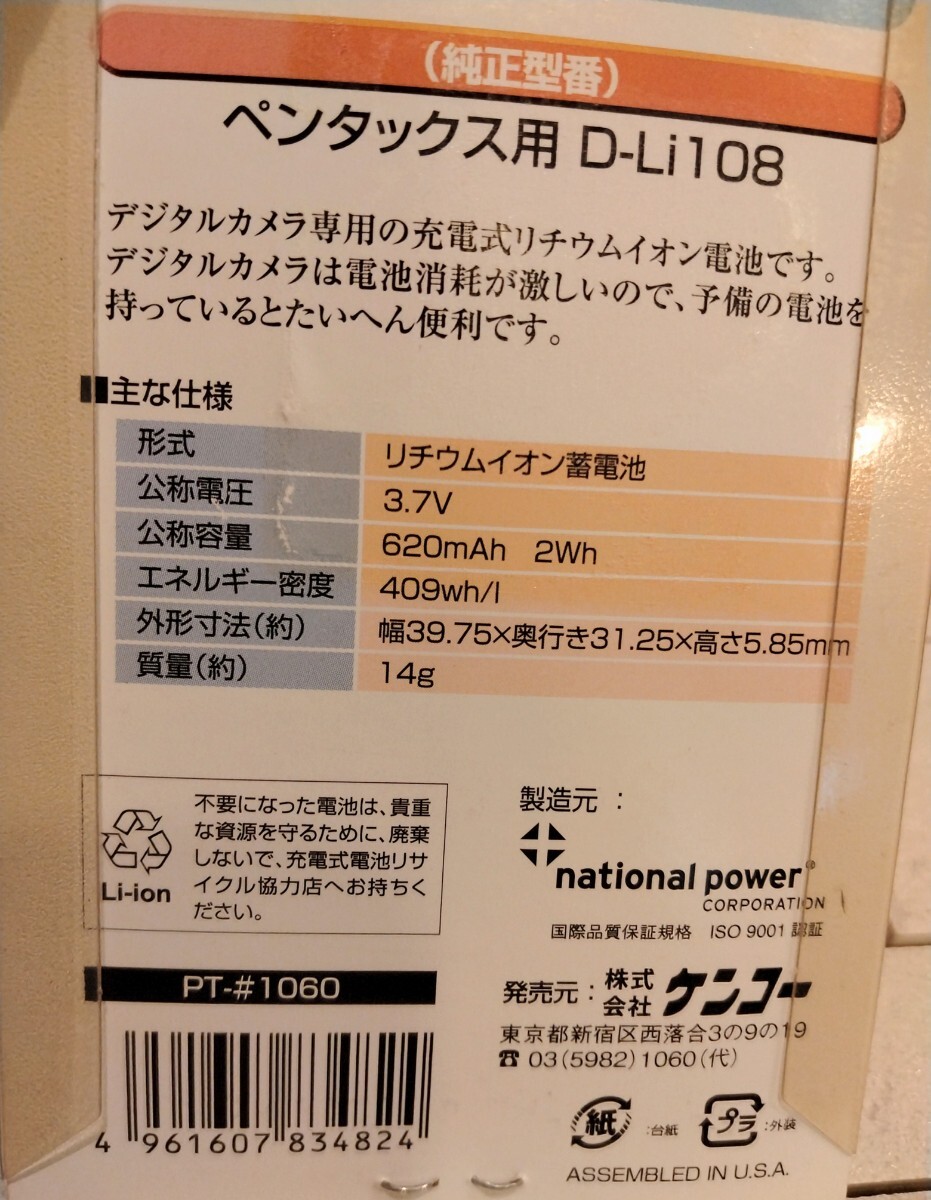 (純正型番)
ペンタックス用 D-Li108
デジタルカメラ専用の充電式リチウムイオン電池です。
デジタルカメラは電池消耗が激しいので、予備の電池を
持っているとたいへん便利です。
主な仕様
形式 リチウムイオン蓄電池
公称電圧 3.7V
公称容量 620mAh 2Wh
エネルギー密度 409wh/l
外形寸法(約) 幅39.75×奥行き31.25×高さ5.85mm
質量(約) 14g
不要になった電池は、貴重
な資源を守るために、廃棄
しないで、充電式電池リサ
イクル協力店へお持ちく
ださい。
Li-ion
製造元 :
national power®
CORPORATION
国際品質保証規格 ISO 9001 認証
PT-#1060
発売元 : 株式会社 ケンコー
東京都新宿区西落合3の9の19
☎ 03(5982)1060(代)
4 961607 834824
紙 :台紙 プラ :外装
ASSEMBLED IN U.S.A.